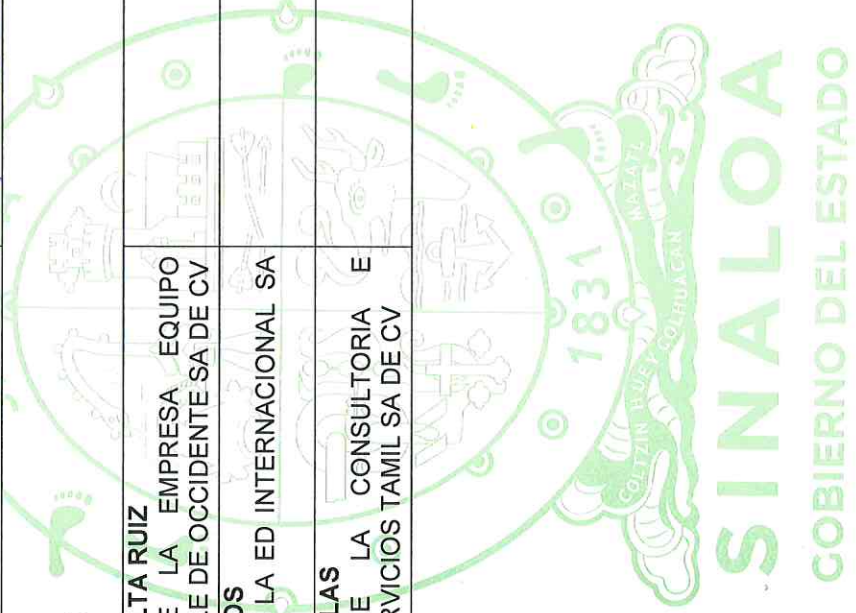 LTA RUIZ
E LA EMPRESA EQUIPO
LE DE OCCIDENTE SA DE CV
OS
LA ED INTERNACIONAL SA
LAS
E LA CONSULTORIA E
RVICIOS TAMIL SA DE CV
1831
COLTZIN HUEY COLHUACAN MAZATL
SINALOA
GOBIERNO DEL ESTADO